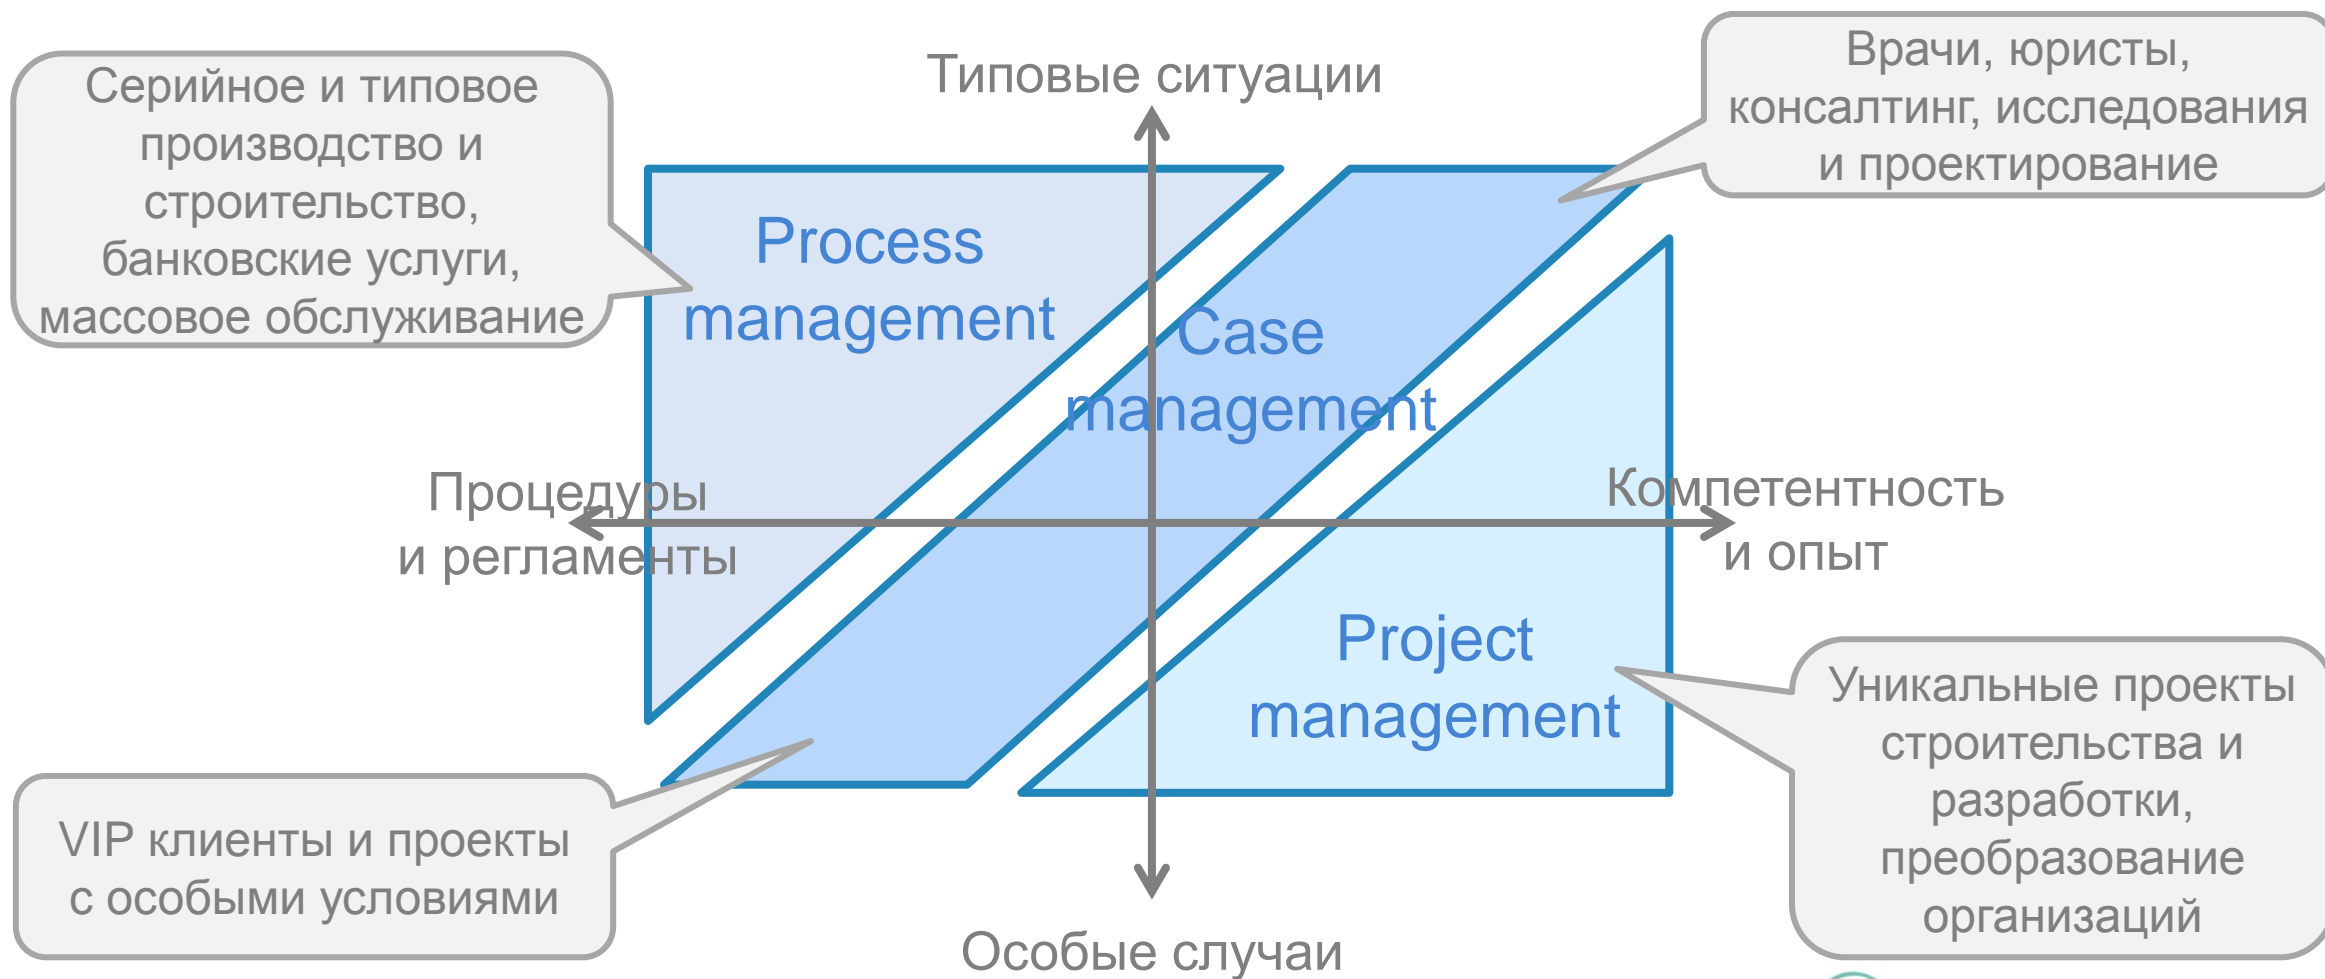 Серийное и типовое
производство и
строительство,
банковские услуги,
массовое обслуживание
Типовые ситуации
Врачи, юристы,
консалтинг, исследования
и проектирование
Process
management
Case
management
Процедуры
и регламенты
Компетентность
и опыт
Project
management
VIP клиенты и проекты
с особыми условиями
Уникальные проекты
строительства и
разработки,
преобразование
организаций
Особые случаи